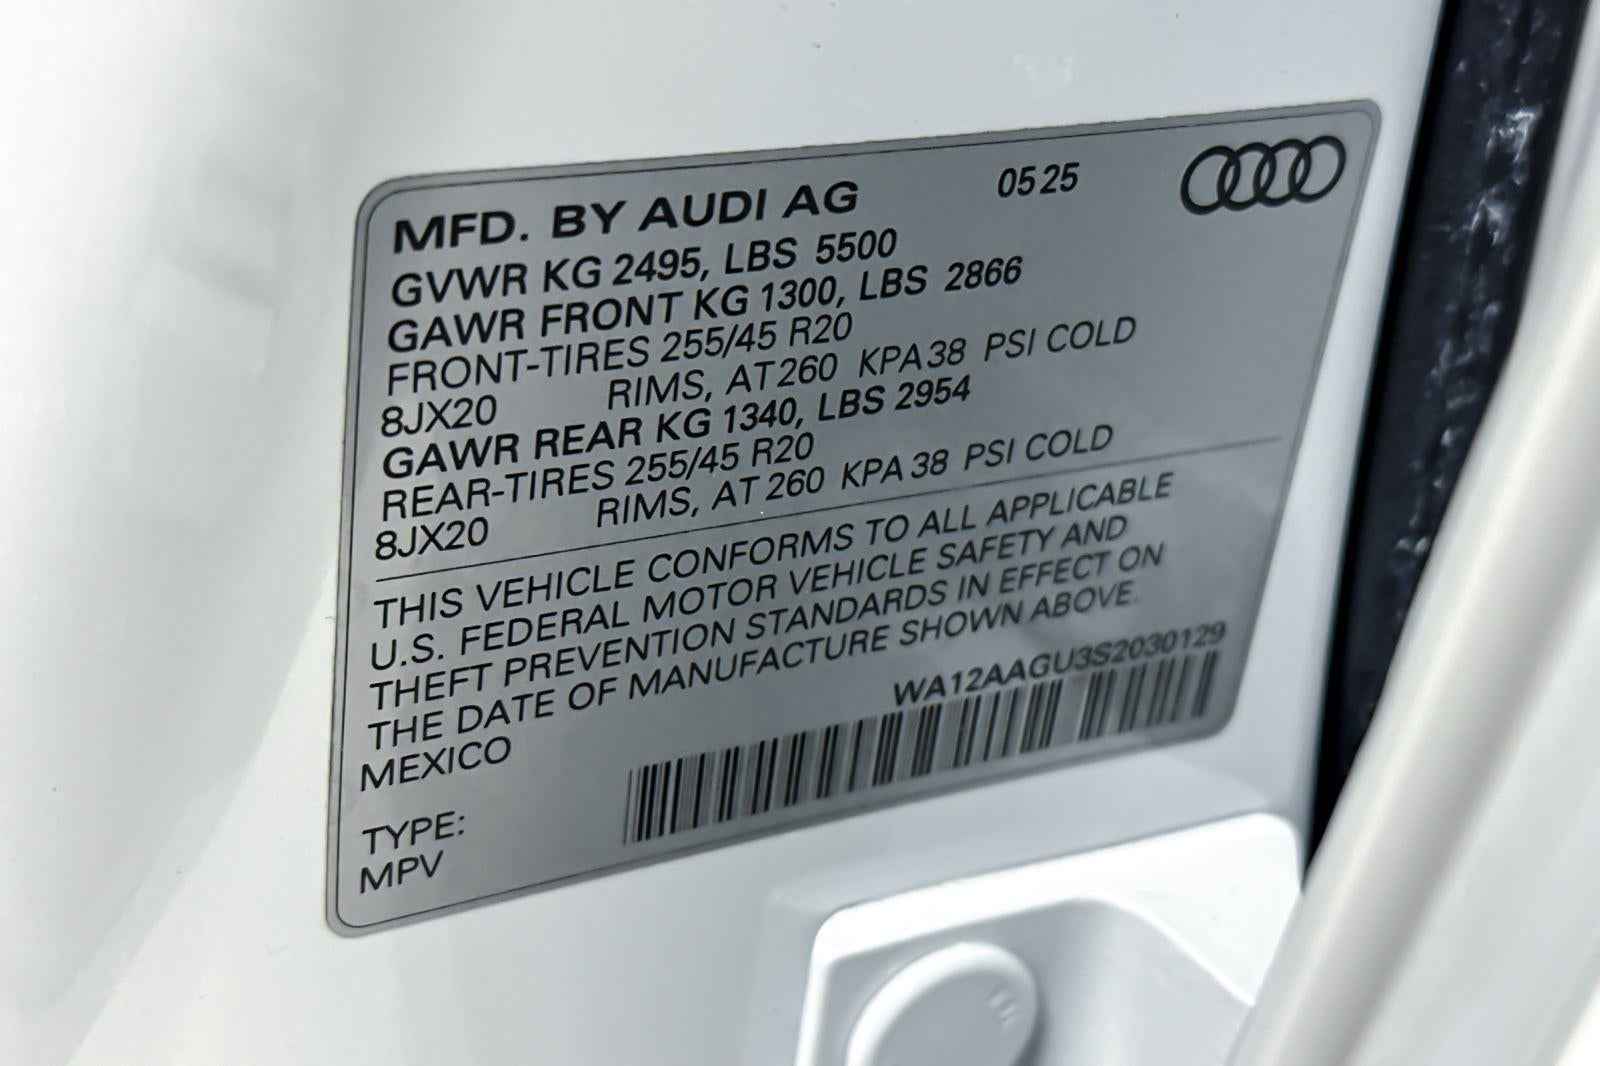 MFD. BY AUDI AG 0525
GVWR KG 2495, LBS 5500
GAWR FRONT KG 1300, LBS 2866
FRONT-TIRES 255/45 R20
8JX20 RIMS, AT 260 KPA 38 PSI COLD
GAWR REAR KG 1340, LBS 2954
REAR-TIRES 255/45 R20
8JX20 RIMS, AT 260 KPA 38 PSI COLD
THIS VEHICLE CONFORMS TO ALL APPLICABLE
U.S. FEDERAL MOTOR VEHICLE SAFETY AND
THEFT PREVENTION STANDARDS IN EFFECT ON
THE DATE OF MANUFACTURE SHOWN ABOVE.
MEXICO WA12AAGU3S2030129
TYPE:
MPV